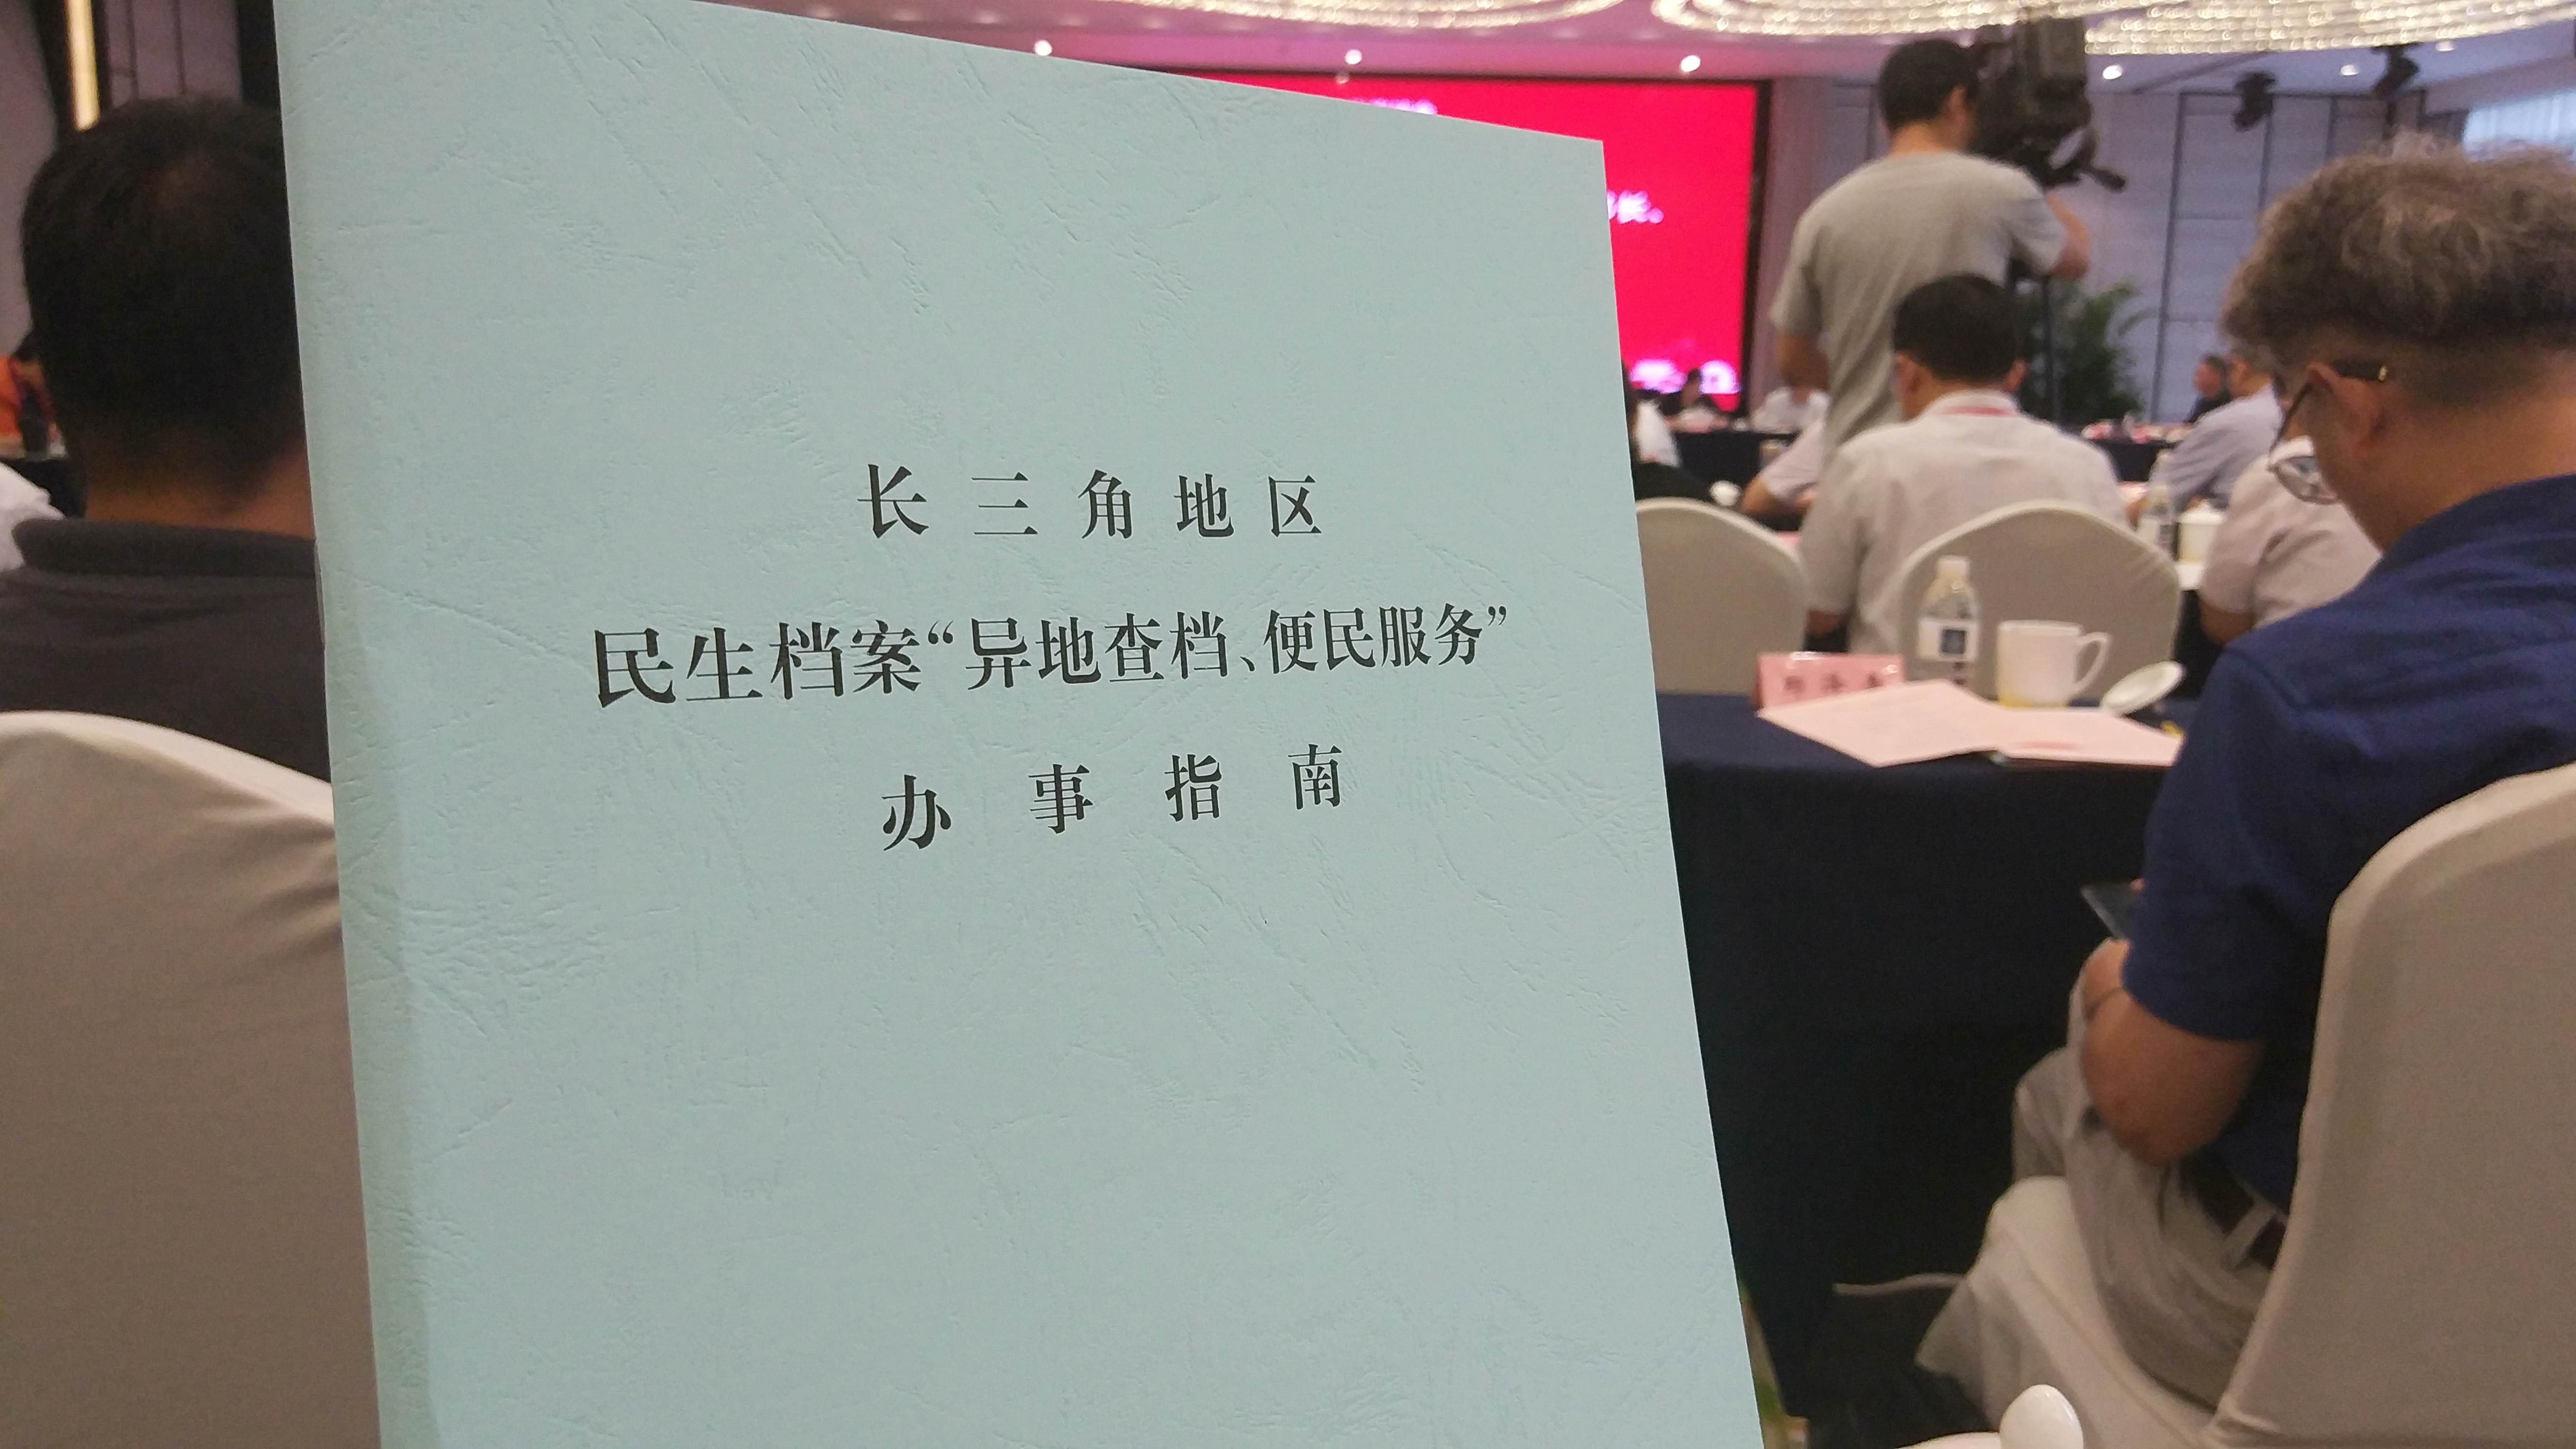 长三角地区
民生档案“异地查档、便民服务”
办事指南